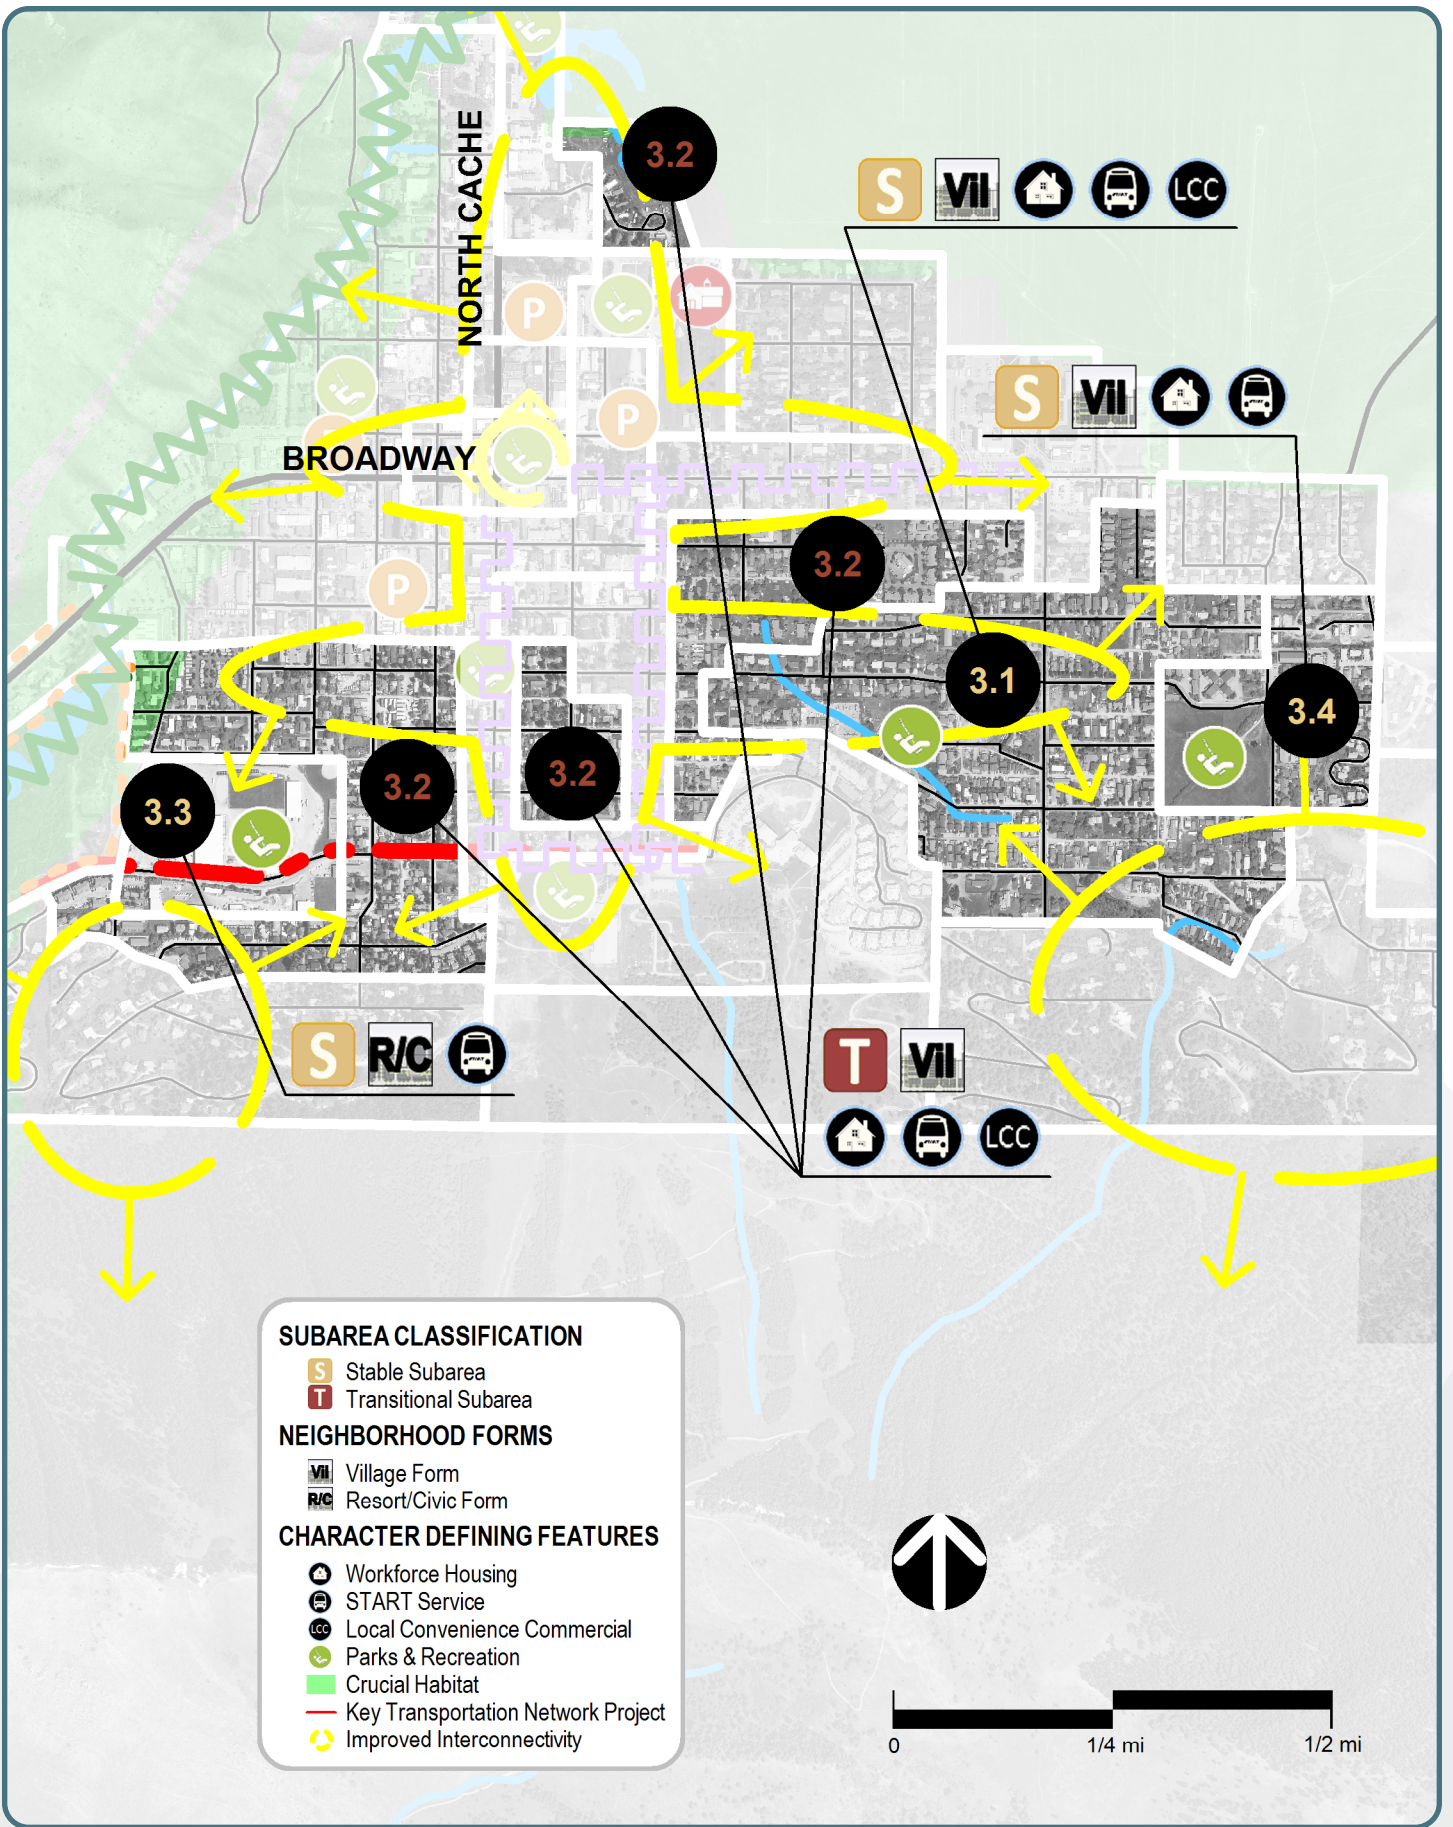 NORTH CACHE
3.2
S Vil LCC
P
S Vil
P
P
BROADWAY
3.2
P
3.1
3.4
3.2
3.2
3.3
S R/C
T Vil
LCC
SUBAREA CLASSIFICATION
S Stable Subarea
T Transitional Subarea
NEIGHBORHOOD FORMS
Vil Village Form
R/C Resort/Civic Form
CHARACTER DEFINING FEATURES
Workforce Housing
START Service
LCC Local Convenience Commercial
Parks & Recreation
Crucial Habitat
Key Transportation Network Project
Improved Interconnectivity
0 1/4 mi 1/2 mi